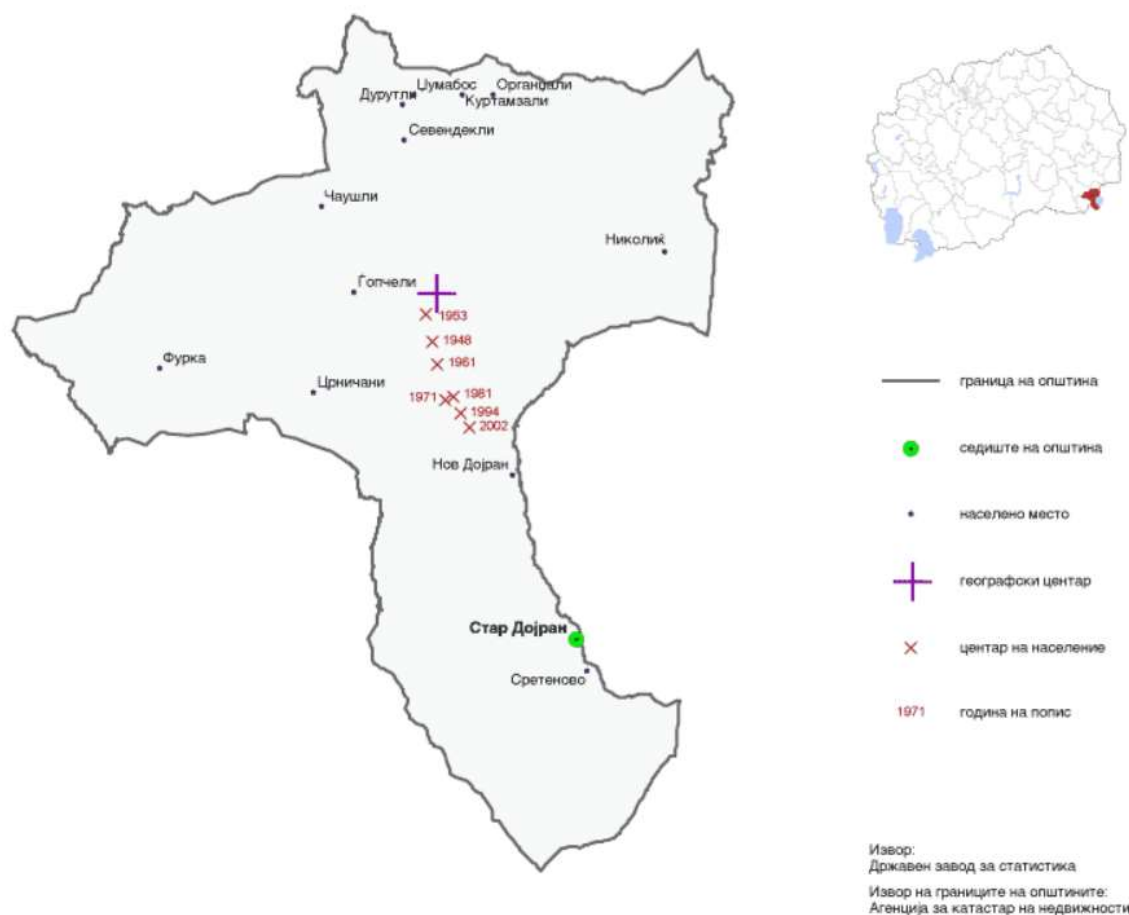 Џумабос
Органџали
Дурутли
Куртамзали
Севендекли
Чаушли
Николиќ
Ѓопчели
1953
1948
Фурка
1961
Црничани
1971
1981
1994
2002
Нов Дојран
Стар Дојран
Сретеново
граница на општина
седиште на општина
населено место
географски центар
центар на население
1971
година на попис
Извор:
Државен завод за статистика
Извор на границите на општините:
Агенција за катастар на недвижности